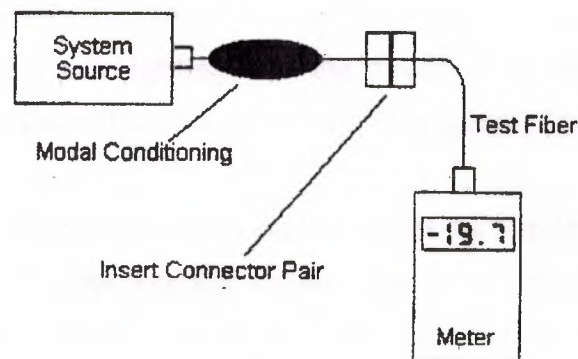 System
Source
Modal Conditioning
Test Fiber
-19.7
Insert Connector Pair
Meter